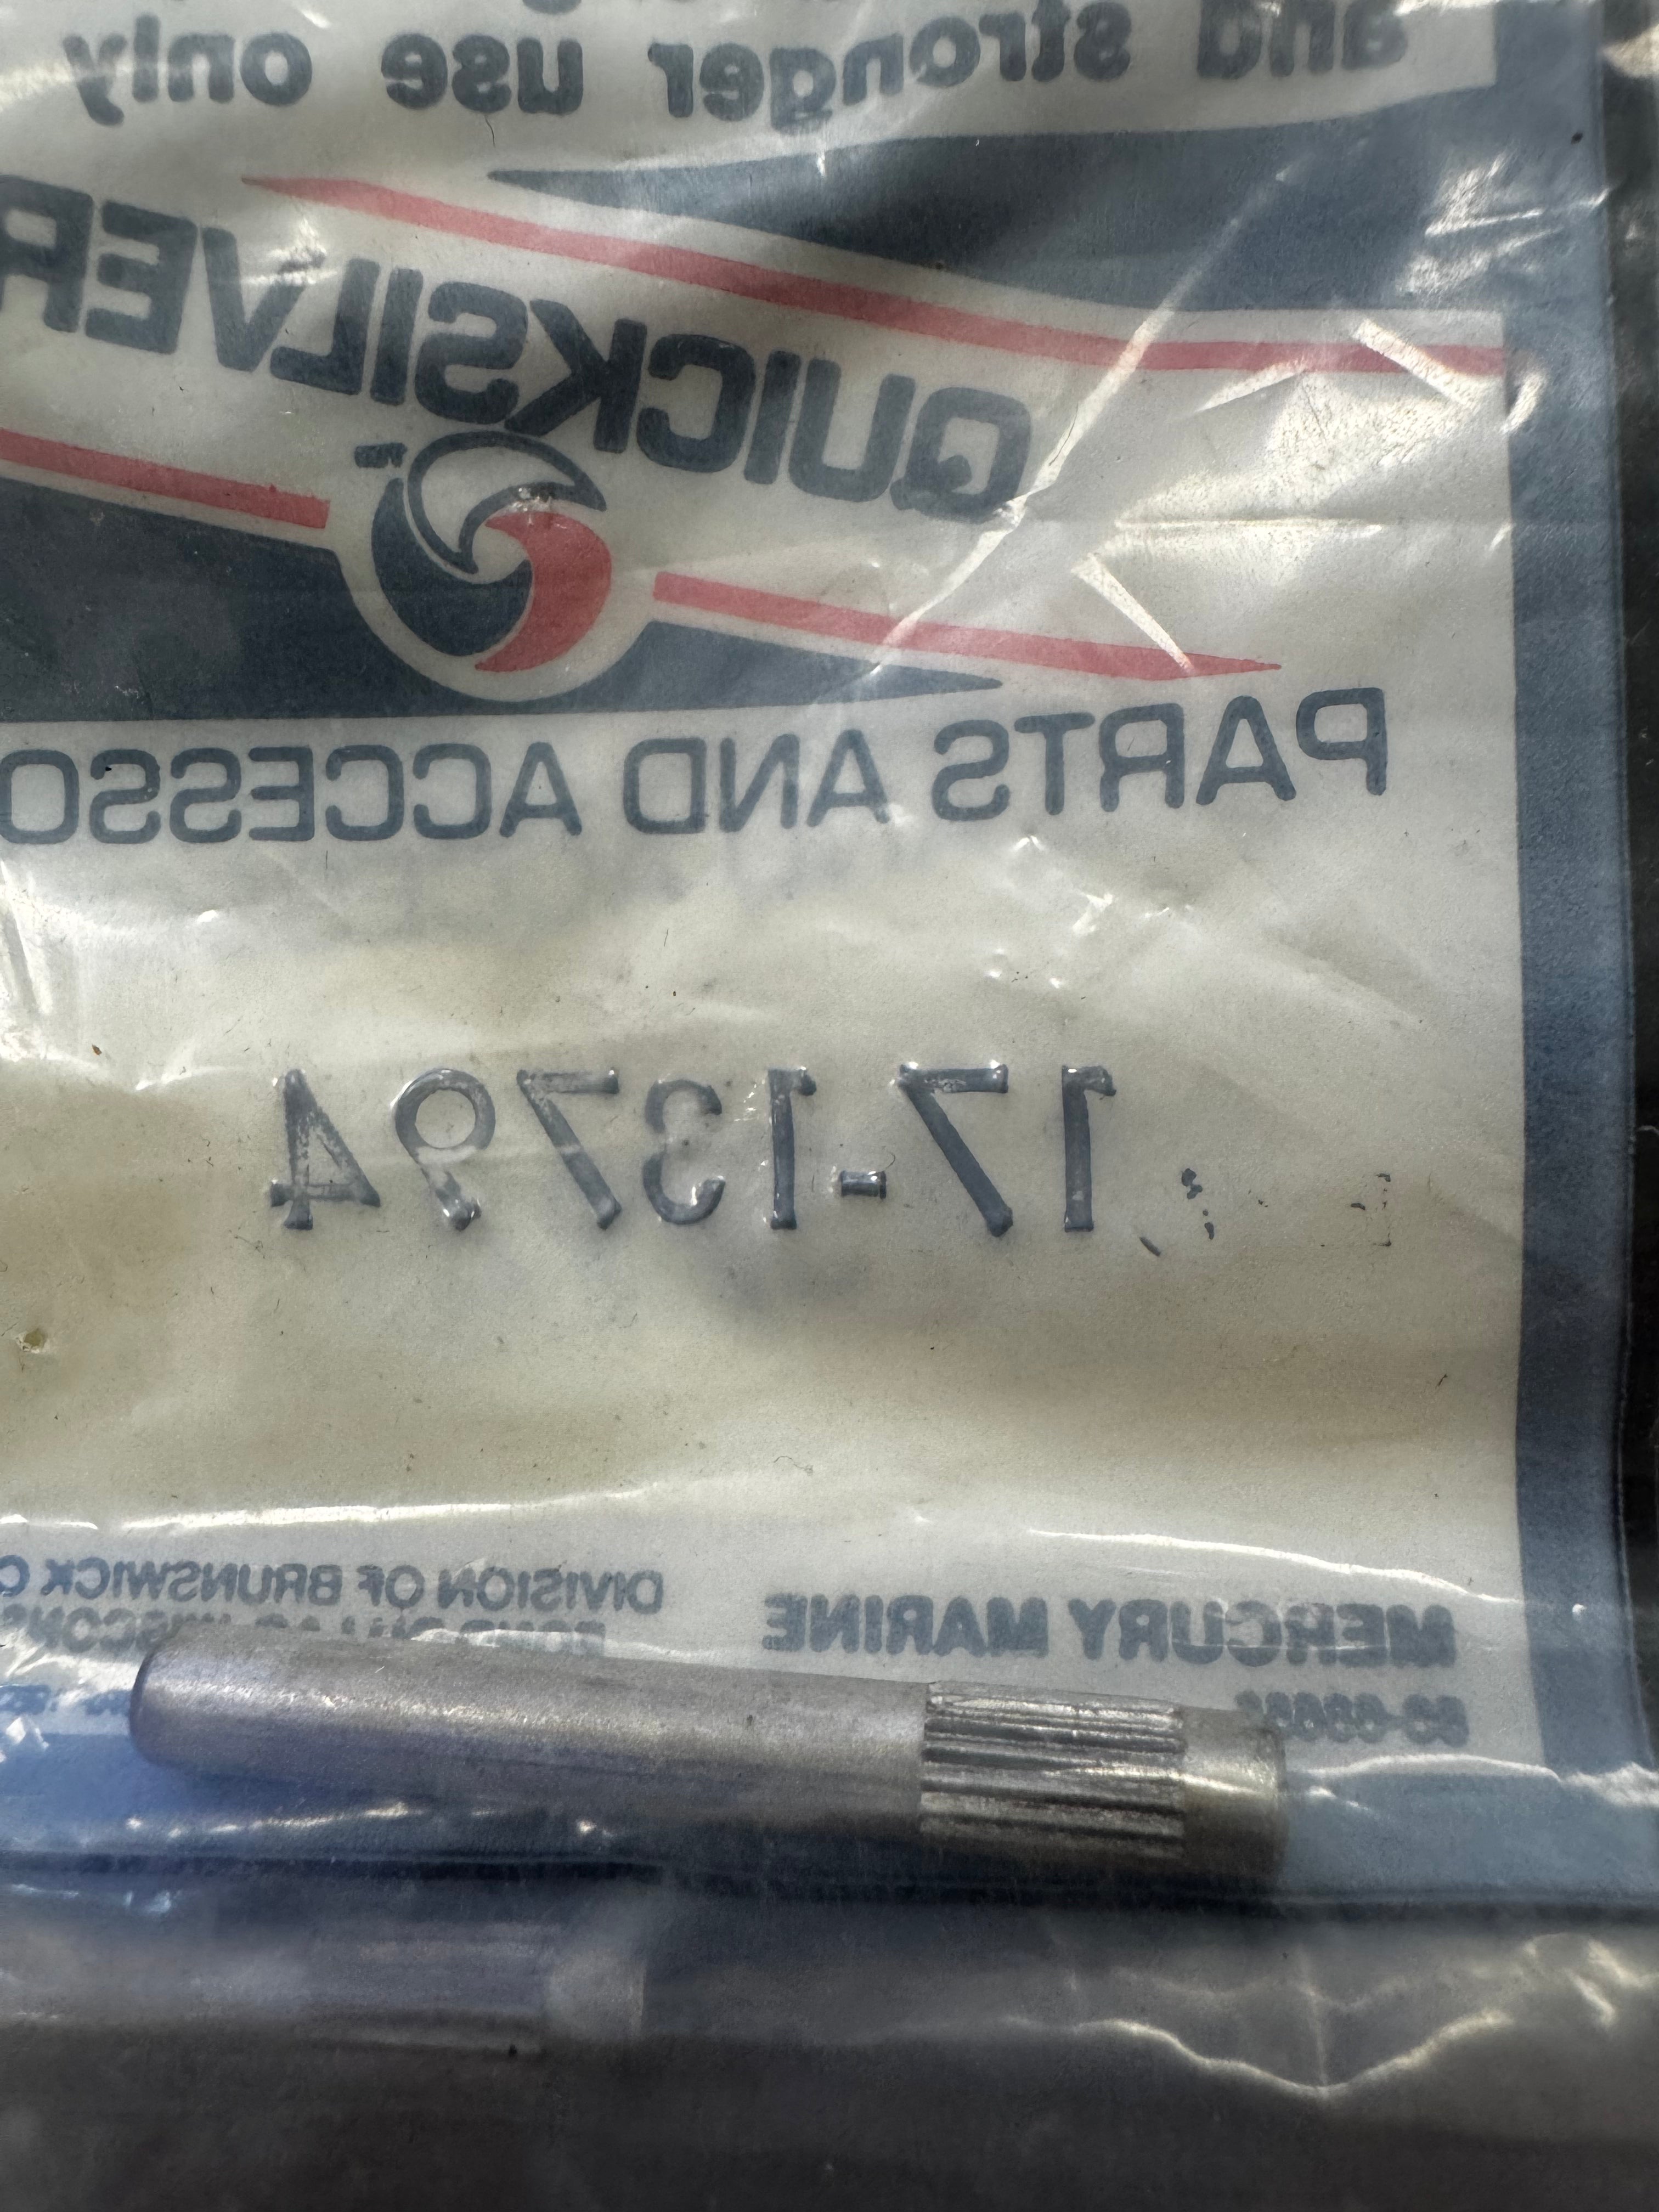 and stronger use only
QUICKSILVER
PARTS AND ACCESSO
17-13794
MERCURY MARINE
DIVISION OF BRUNSWICK C